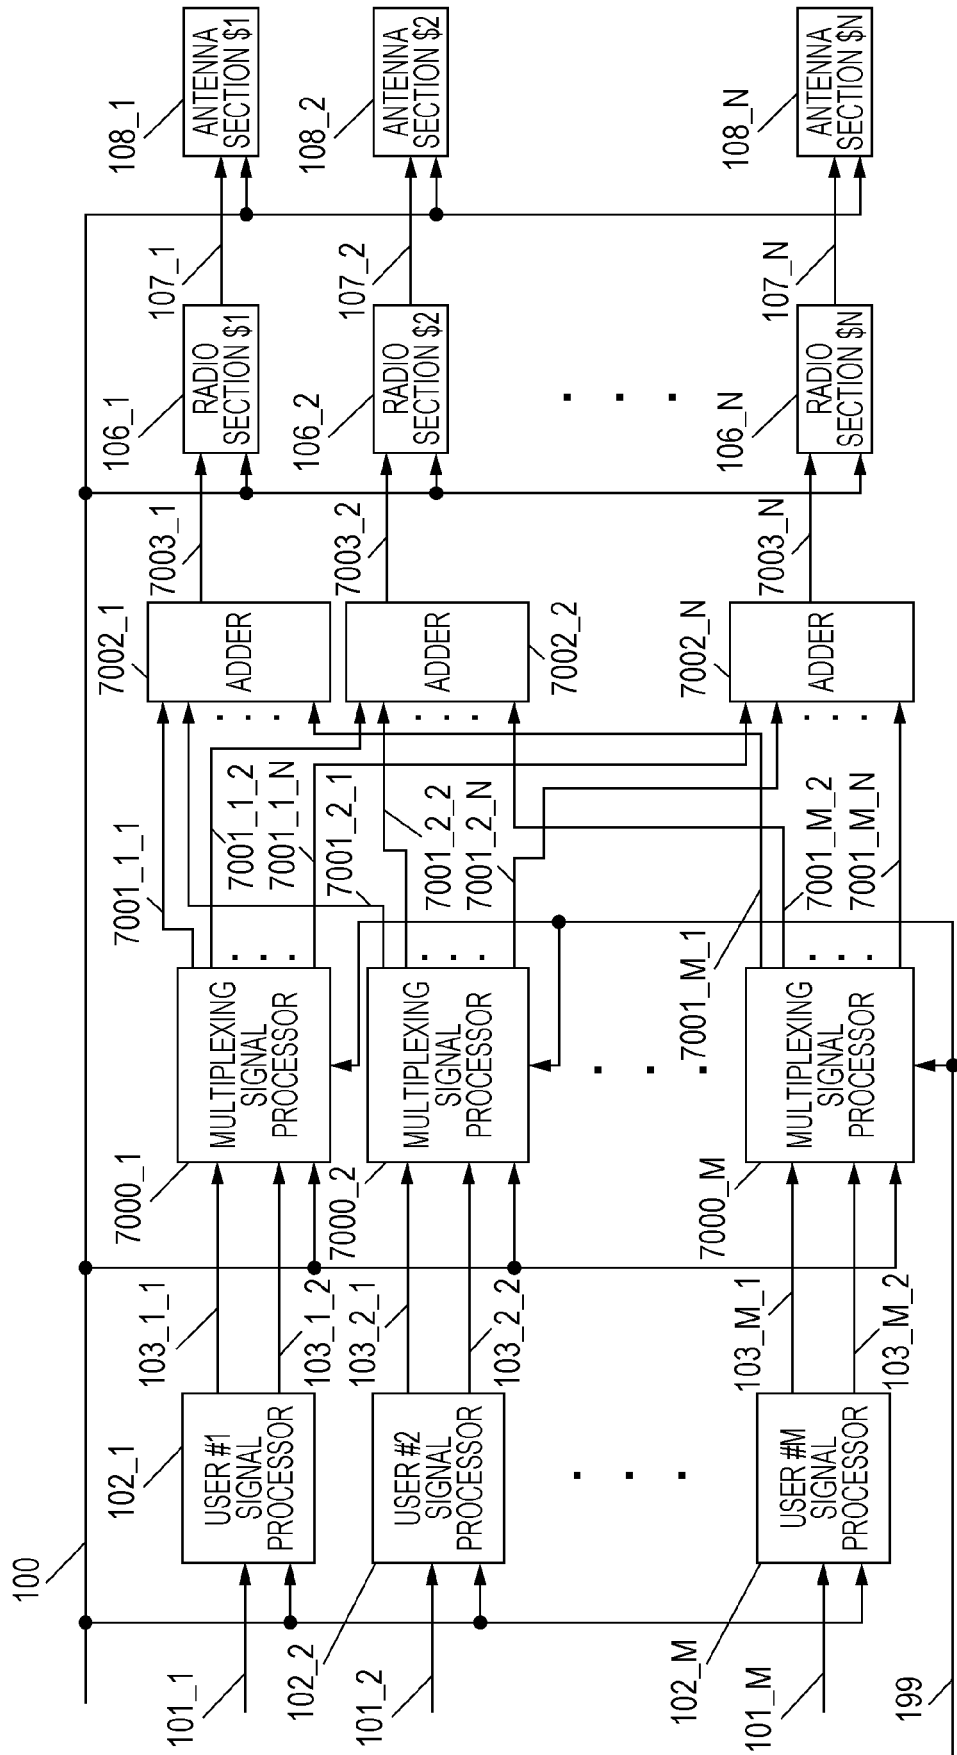 100
101_1
102_1
USER #1
SIGNAL
PROCESSOR
103_1_1
103_1_2
7000_1
MULTIPLEXING
SIGNAL
PROCESSOR
7001_1_1
7001_1_2
7001_1_N
7002_1
ADDER
7003_1
106_1
RADIO
SECTION $1
107_1
108_1
ANTENNA
SECTION $1
101_2
102_2
USER #2
SIGNAL
PROCESSOR
103_2_1
103_2_2
7000_2
MULTIPLEXING
SIGNAL
PROCESSOR
7001_2_1
7001_2_2
7001_2_N
7002_2
ADDER
7003_2
106_2
RADIO
SECTION $2
107_2
108_2
ANTENNA
SECTION $2
101_M
102_M
USER #M
SIGNAL
PROCESSOR
103_M_1
103_M_2
7000_M
MULTIPLEXING
SIGNAL
PROCESSOR
7001_M_1
7001_M_2
7001_M_N
7002_N
ADDER
7003_N
106_N
RADIO
SECTION $N
107_N
108_N
ANTENNA
SECTION $N
199